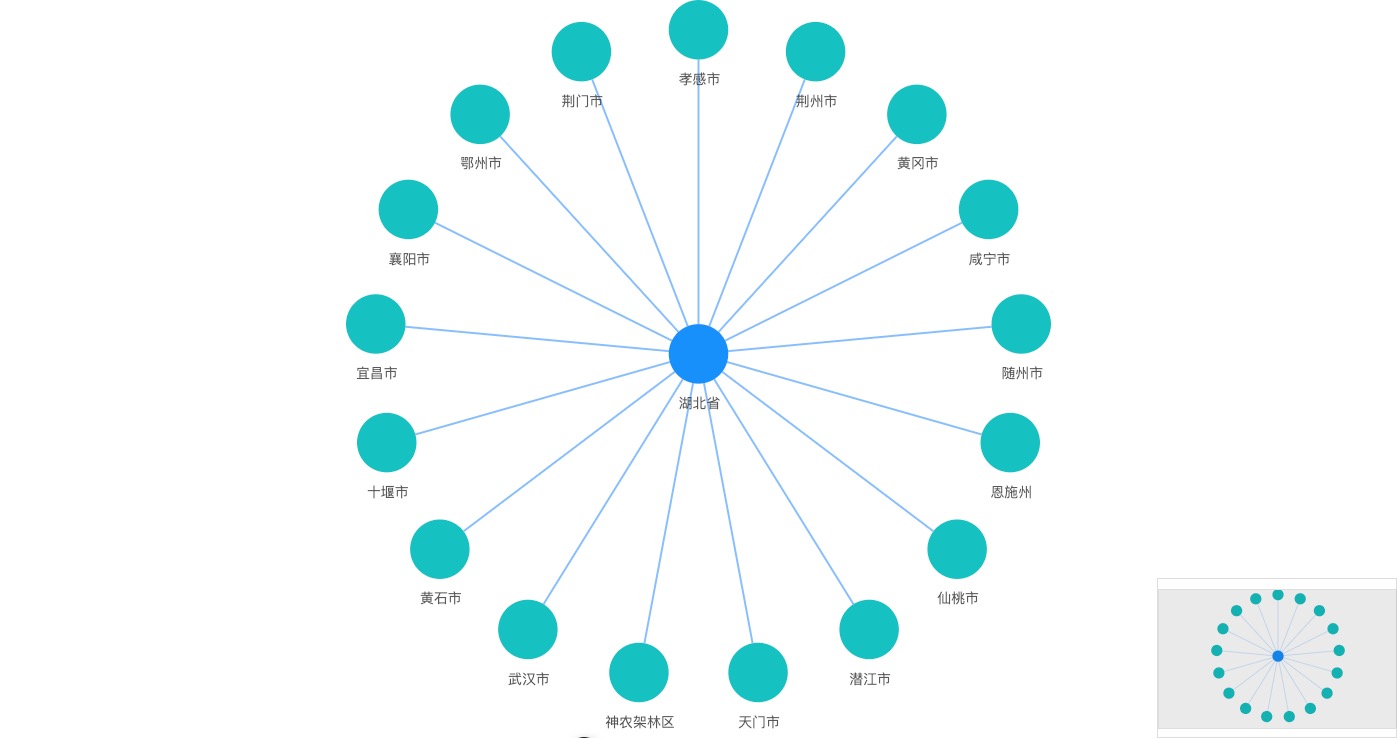 孝感市
荆门市
荆州市
鄂州市
黄冈市
襄阳市
咸宁市
宜昌市
随州市
湖北省
十堰市
恩施州
黄石市
仙桃市
武汉市
潜江市
神农架林区
天门市